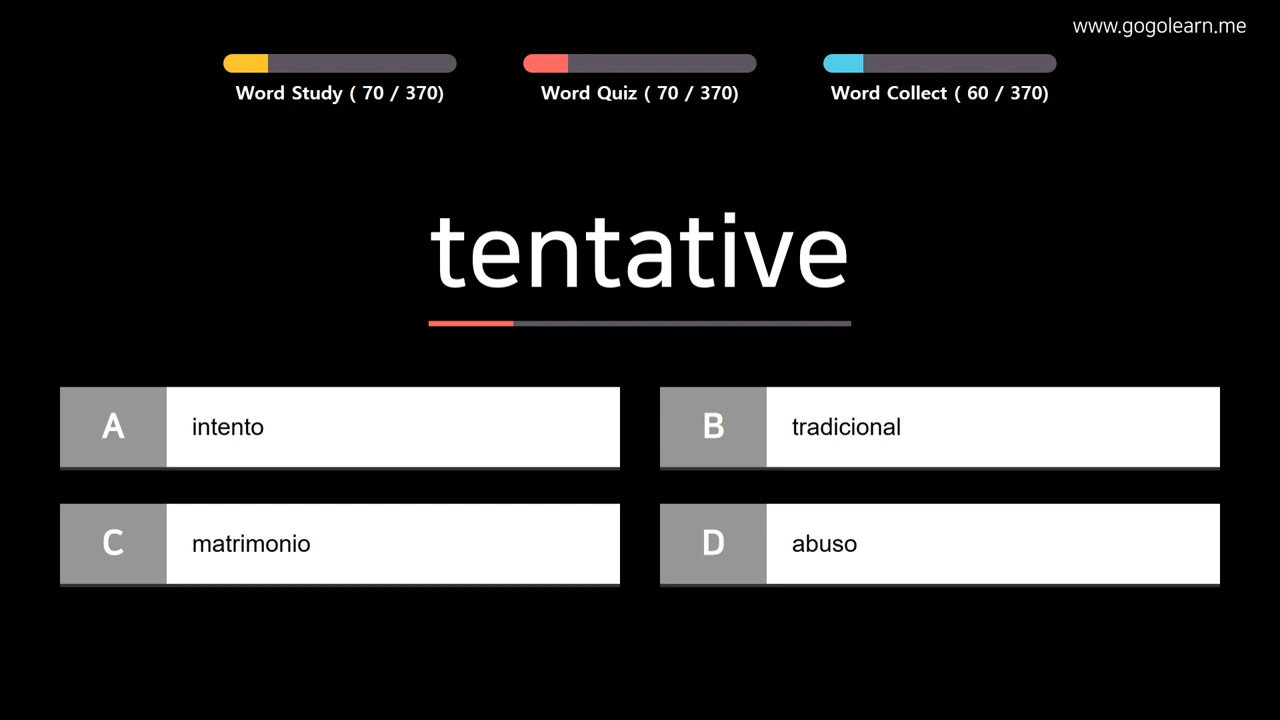 www.gogolearn.me
Word Study ( 70 / 370)
Word Quiz ( 70 / 370)
Word Collect ( 60 / 370)
tentative
A intento
B tradicional
C matrimonio
D abuso